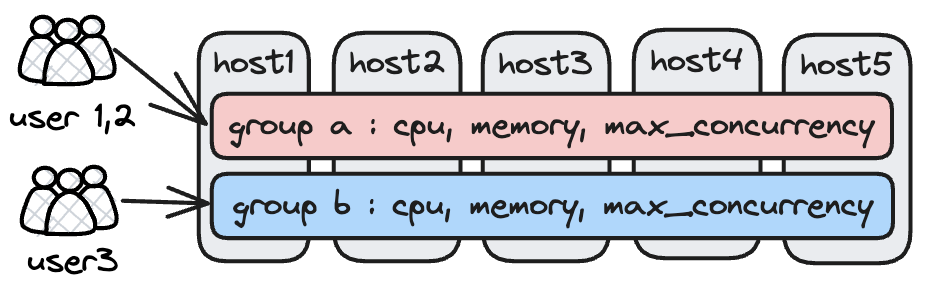 host1 host2 host3 host4 host5
user 1,2
group a : cpu, memory, max_concurrency
group b : cpu, memory, max_concurrency
user3